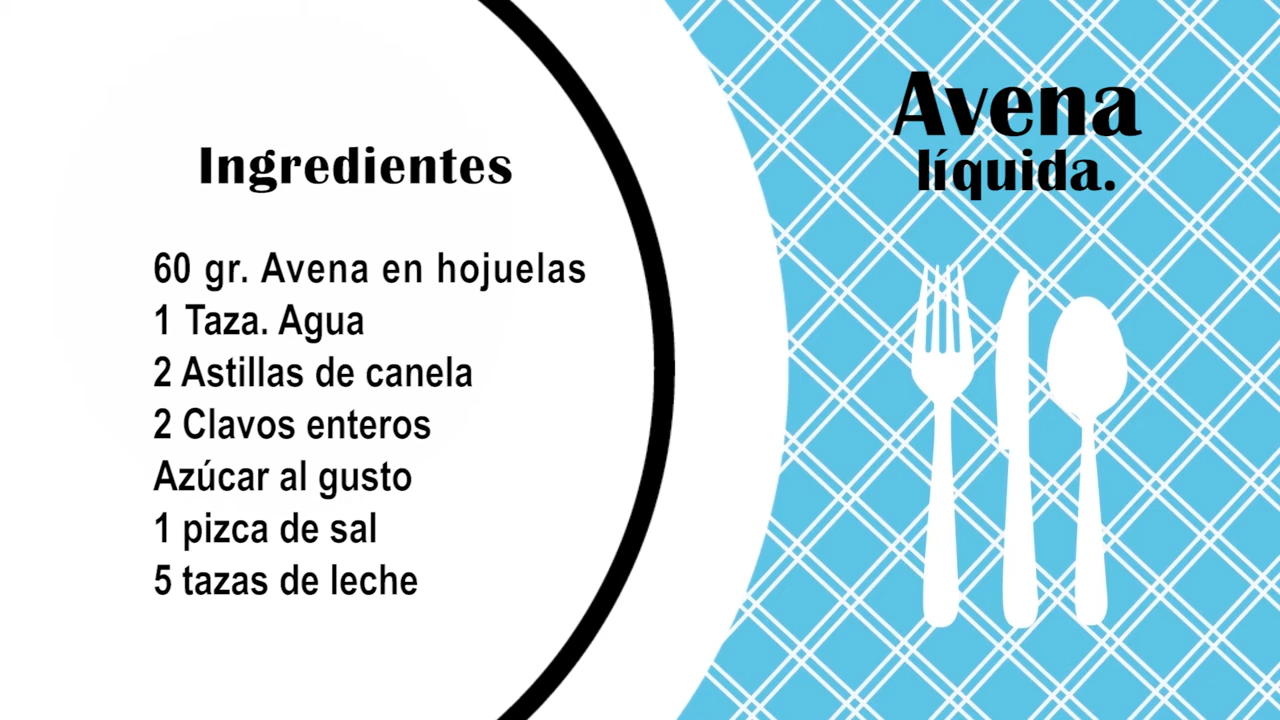 Ingredientes
60 gr. Avena en hojuelas
1 Taza. Agua
2 Astillas de canela
2 Clavos enteros
Azúcar al gusto
1 pizca de sal
5 tazas de leche
Avena
líquida.